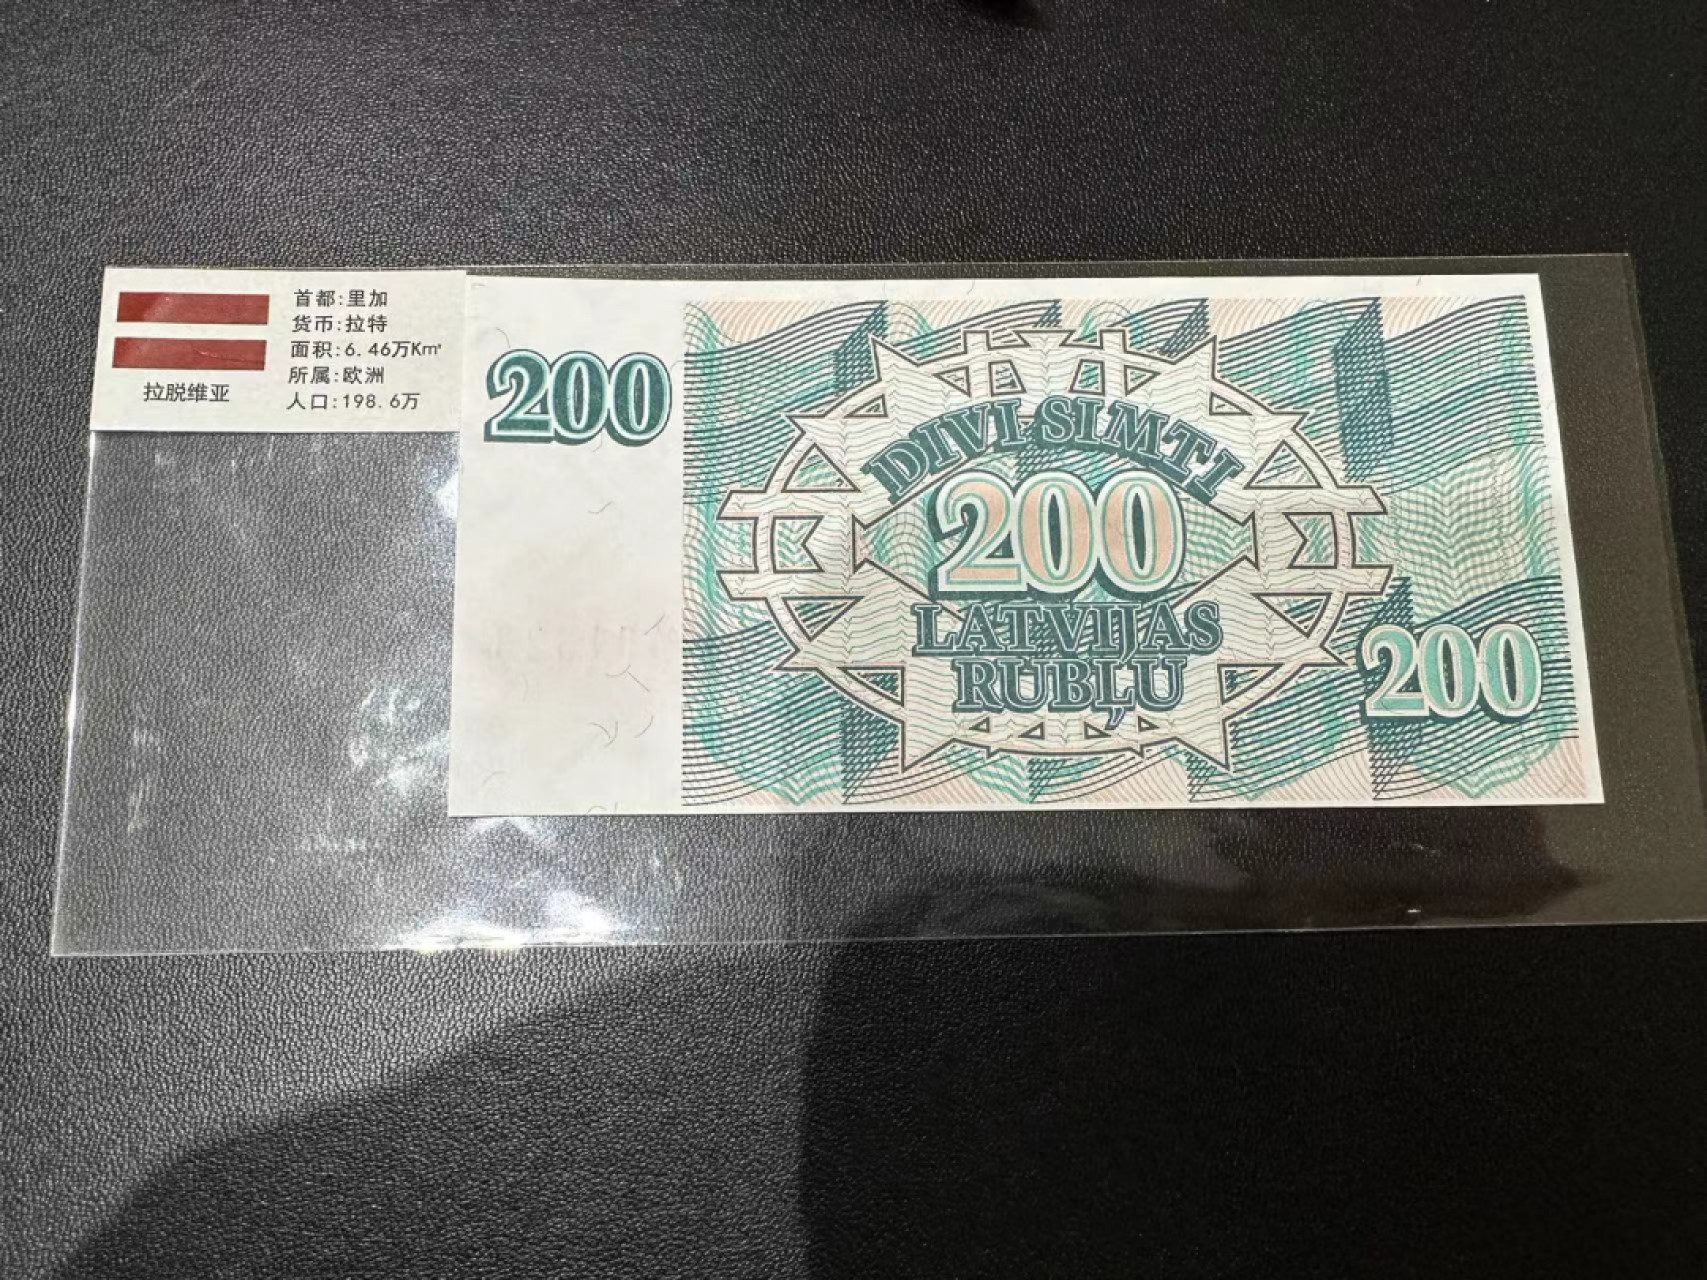 首都:里加
货币:拉特
面积:6.46万Km²
所属:欧洲
人口:198.6万
拉脱维亚
200
DIVI SIMTI
200
LATVIJAS
RUBĻU
200